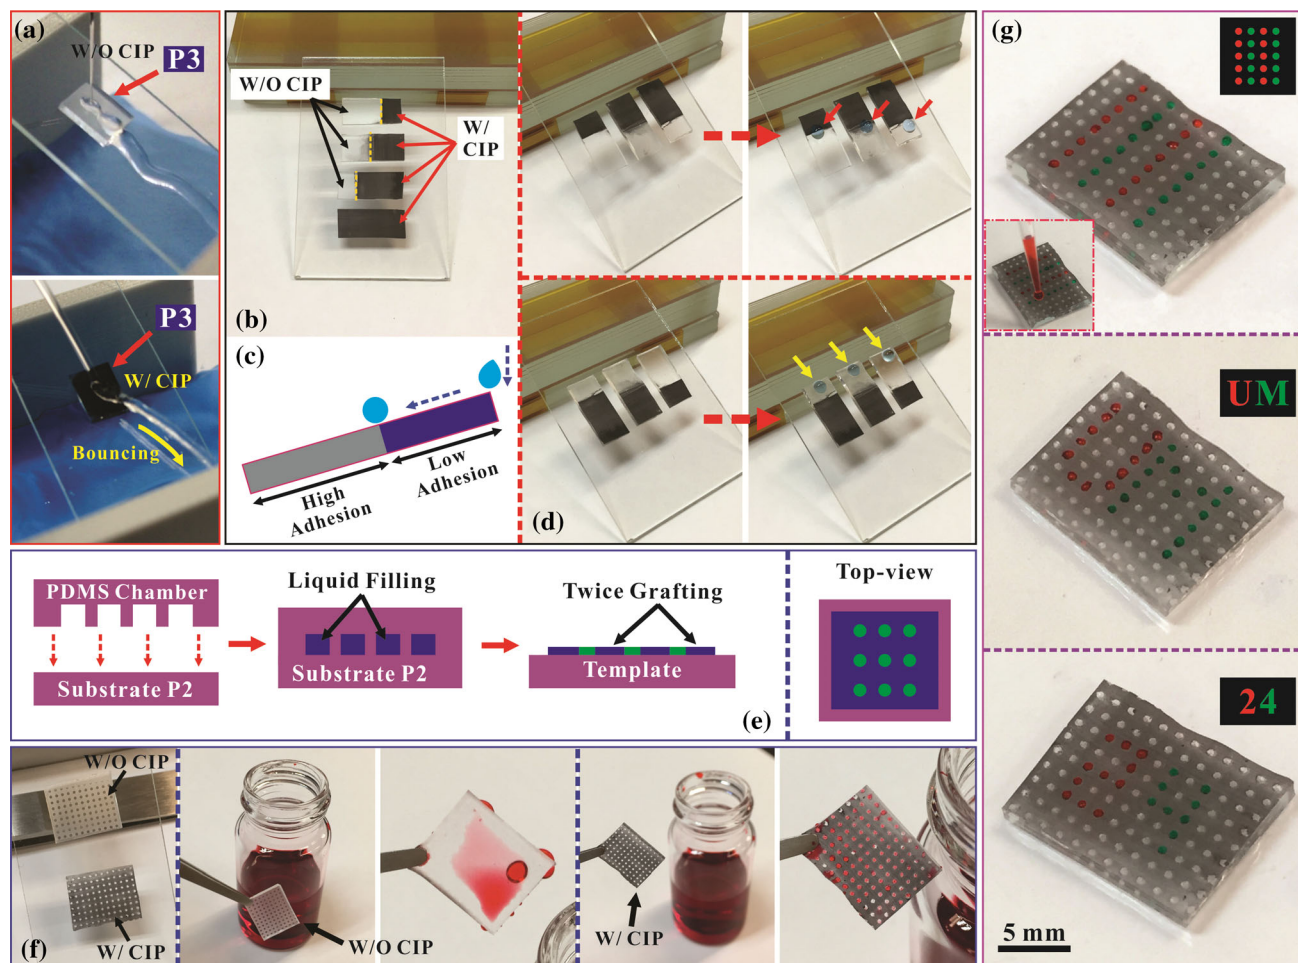 (a)
W/O CIP
P3
P3
W/ CIP
Bouncing
W/O CIP
W/
CIP
(b)
(c)
High
Adhesion
Low
Adhesion
(d)
PDMS Chamber
Substrate P2
Liquid Filling
Substrate P2
Twice Grafting
Template
(e)
Top-view
W/O CIP
W/ CIP
(f)
W/O CIP
W/ CIP
(g)
UM
24
5 mm